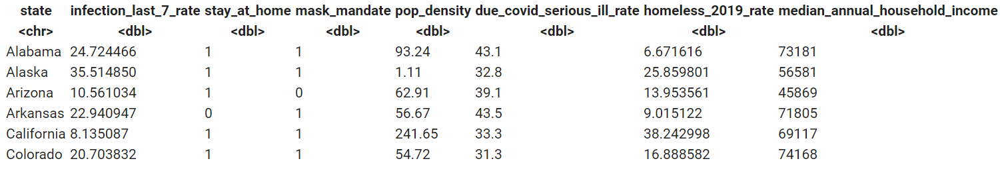 state infection_last_7_rate stay_at_home mask_mandate pop_density due_covid_serious_ill_rate homeless_2019_rate median_annual_household_income
<chr> <dbl> <dbl> <dbl> <dbl> <dbl> <dbl> <dbl>
Alabama 24.724466 1 1 93.24 43.1 6.671616 73181
Alaska 35.514850 1 1 1.11 32.8 25.859801 56581
Arizona 10.561034 1 0 62.91 39.1 13.953561 45869
Arkansas 22.940947 0 1 56.67 43.5 9.015122 71805
California 8.135087 1 1 241.65 33.3 38.242998 69117
Colorado 20.703832 1 1 54.72 31.3 16.888582 74168